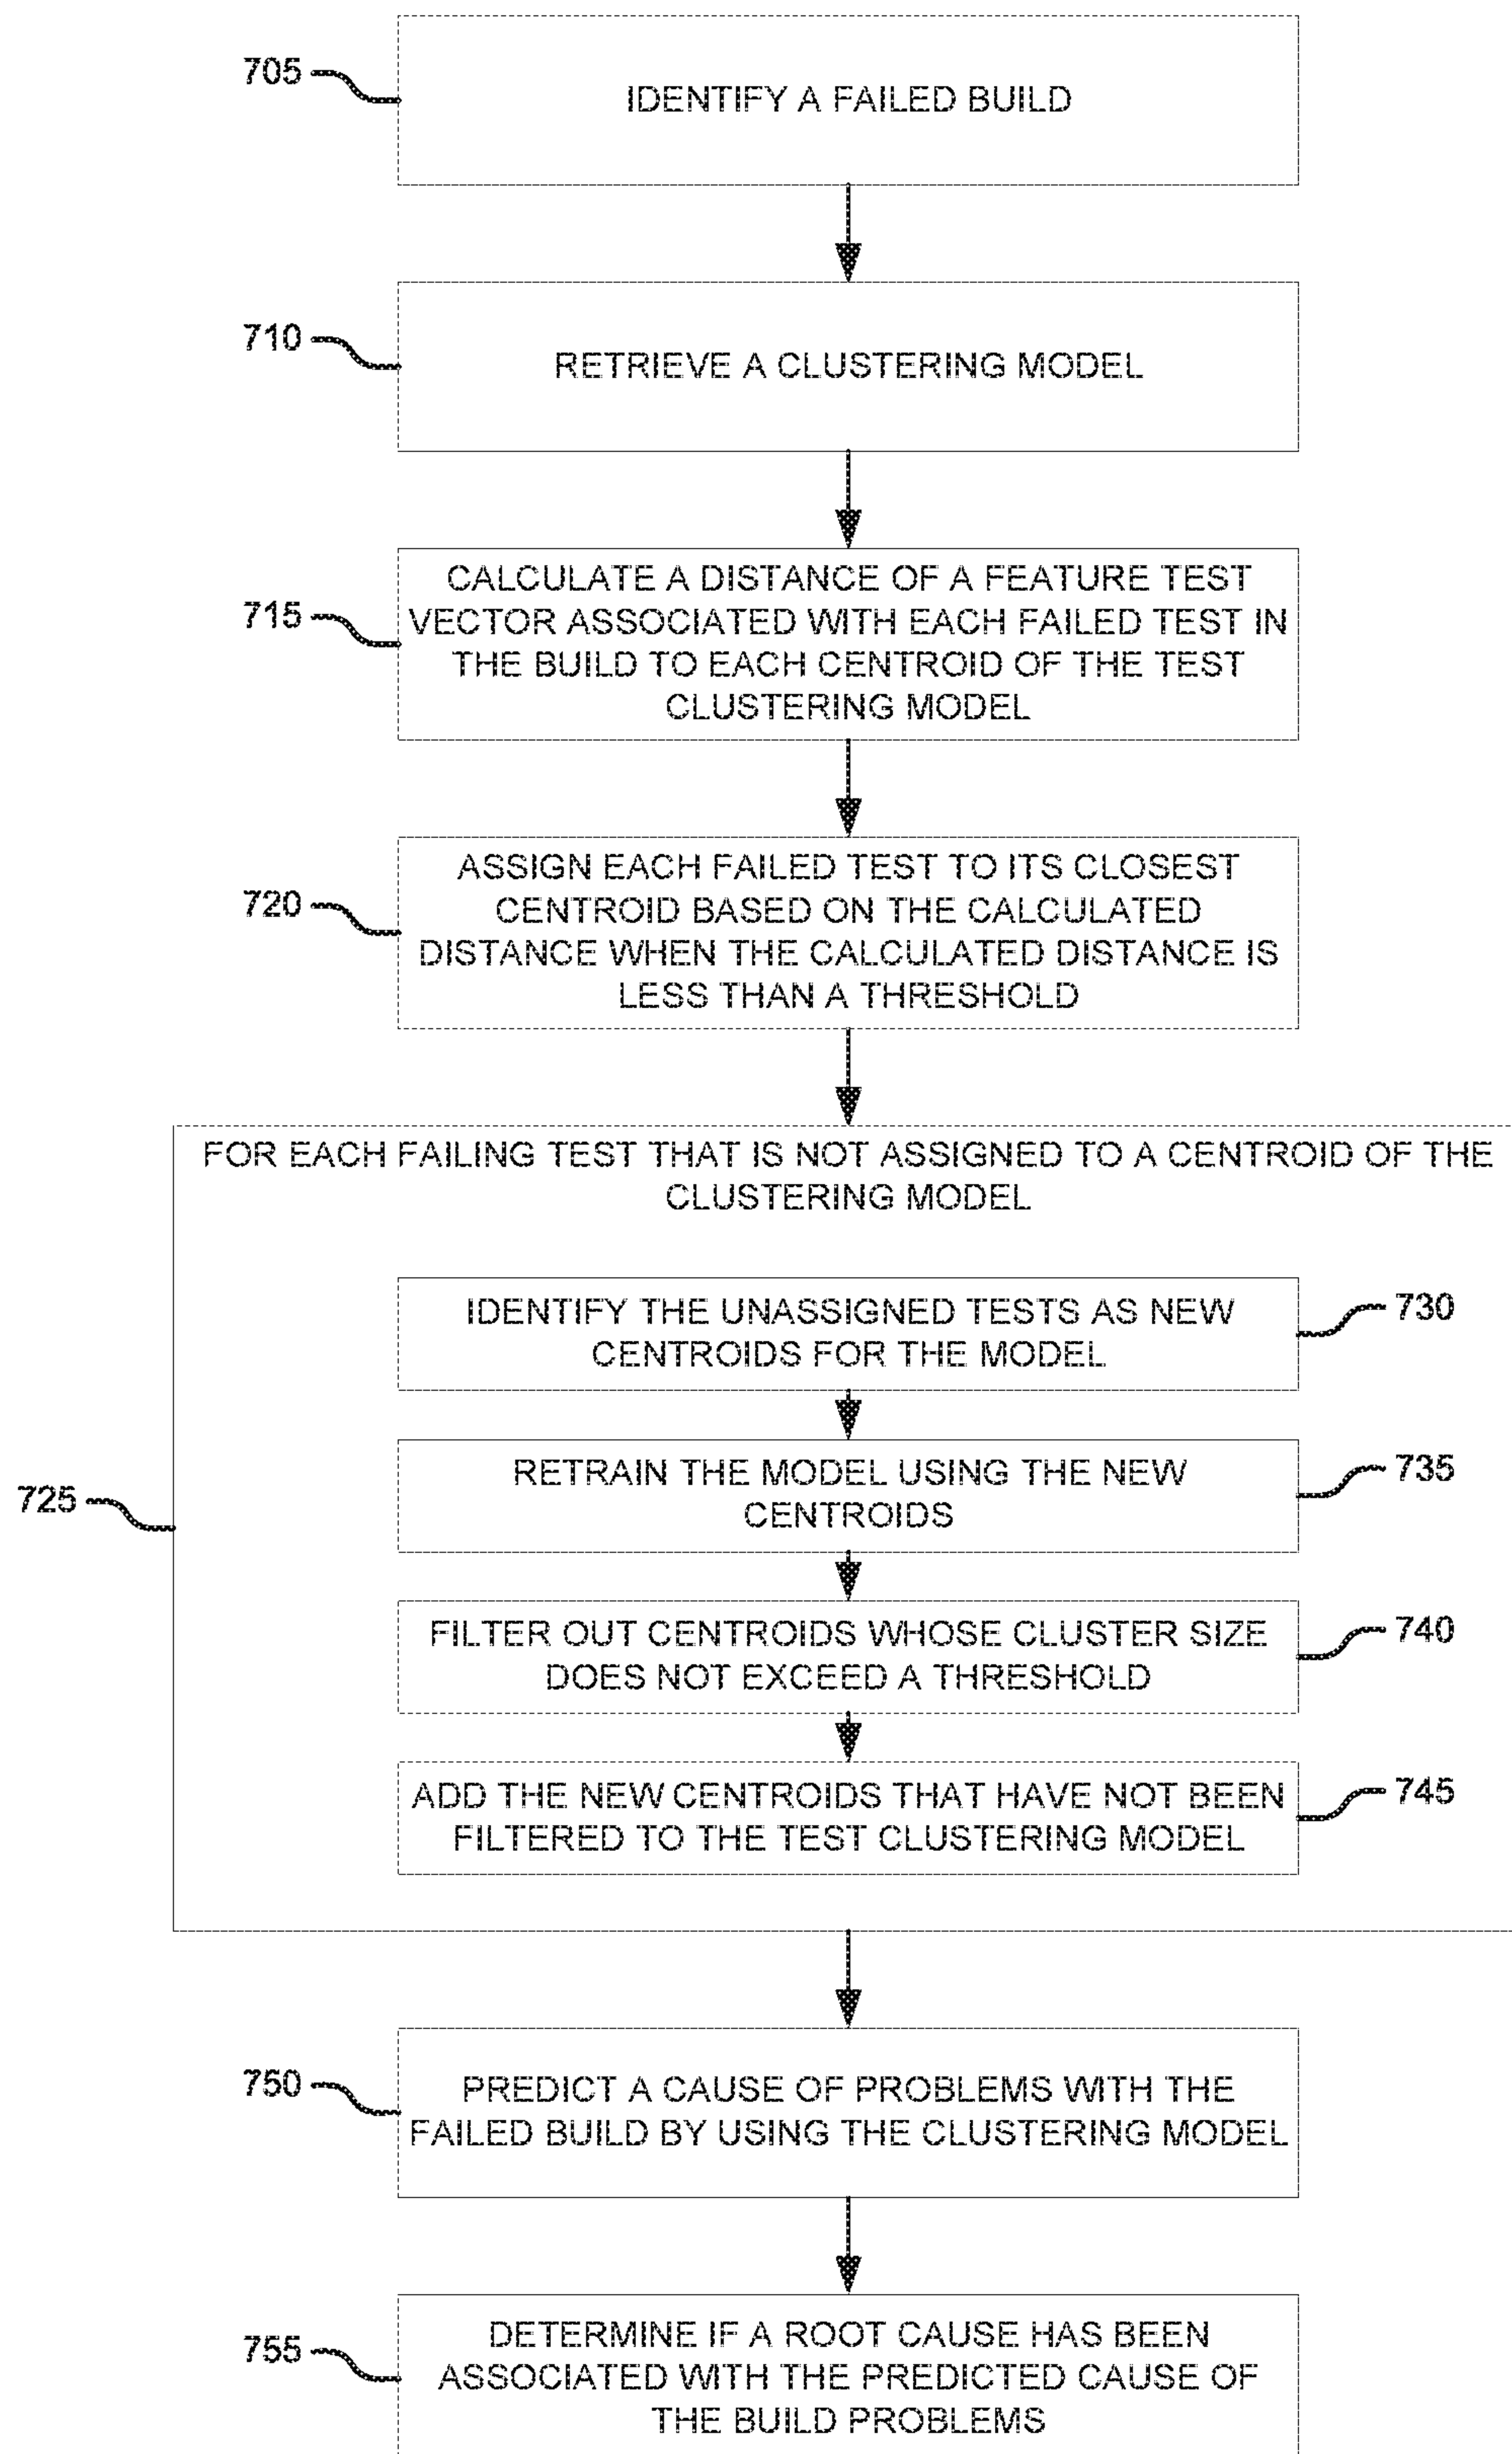 705
IDENTIFY A FAILED BUILD
710
RETRIEVE A CLUSTERING MODEL
715
CALCULATE A DISTANCE OF A FEATURE TEST
VECTOR ASSOCIATED WITH EACH FAILED TEST IN
THE BUILD TO EACH CENTROID OF THE TEST
CLUSTERING MODEL
720
ASSIGN EACH FAILED TEST TO ITS CLOSEST
CENTROID BASED ON THE CALCULATED
DISTANCE WHEN THE CALCULATED DISTANCE IS
LESS THAN A THRESHOLD
725
FOR EACH FAILING TEST THAT IS NOT ASSIGNED TO A CENTROID OF THE
CLUSTERING MODEL
IDENTIFY THE UNASSIGNED TESTS AS NEW
CENTROIDS FOR THE MODEL
730
RETRAIN THE MODEL USING THE NEW
CENTROIDS
735
FILTER OUT CENTROIDS WHOSE CLUSTER SIZE
DOES NOT EXCEED A THRESHOLD
740
ADD THE NEW CENTROIDS THAT HAVE NOT BEEN
FILTERED TO THE TEST CLUSTERING MODEL
745
750
PREDICT A CAUSE OF PROBLEMS WITH THE
FAILED BUILD BY USING THE CLUSTERING MODEL
755
DETERMINE IF A ROOT CAUSE HAS BEEN
ASSOCIATED WITH THE PREDICTED CAUSE OF
THE BUILD PROBLEMS